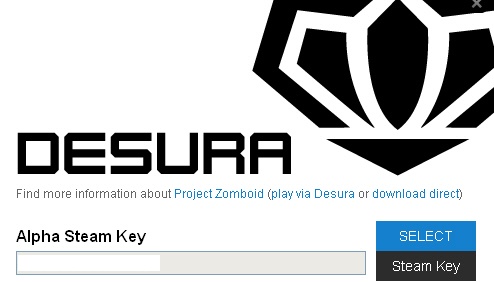 DESURA
Find more information about Project Zomboid (play via Desura or download direct)
Alpha Steam Key
SELECT
Steam Key